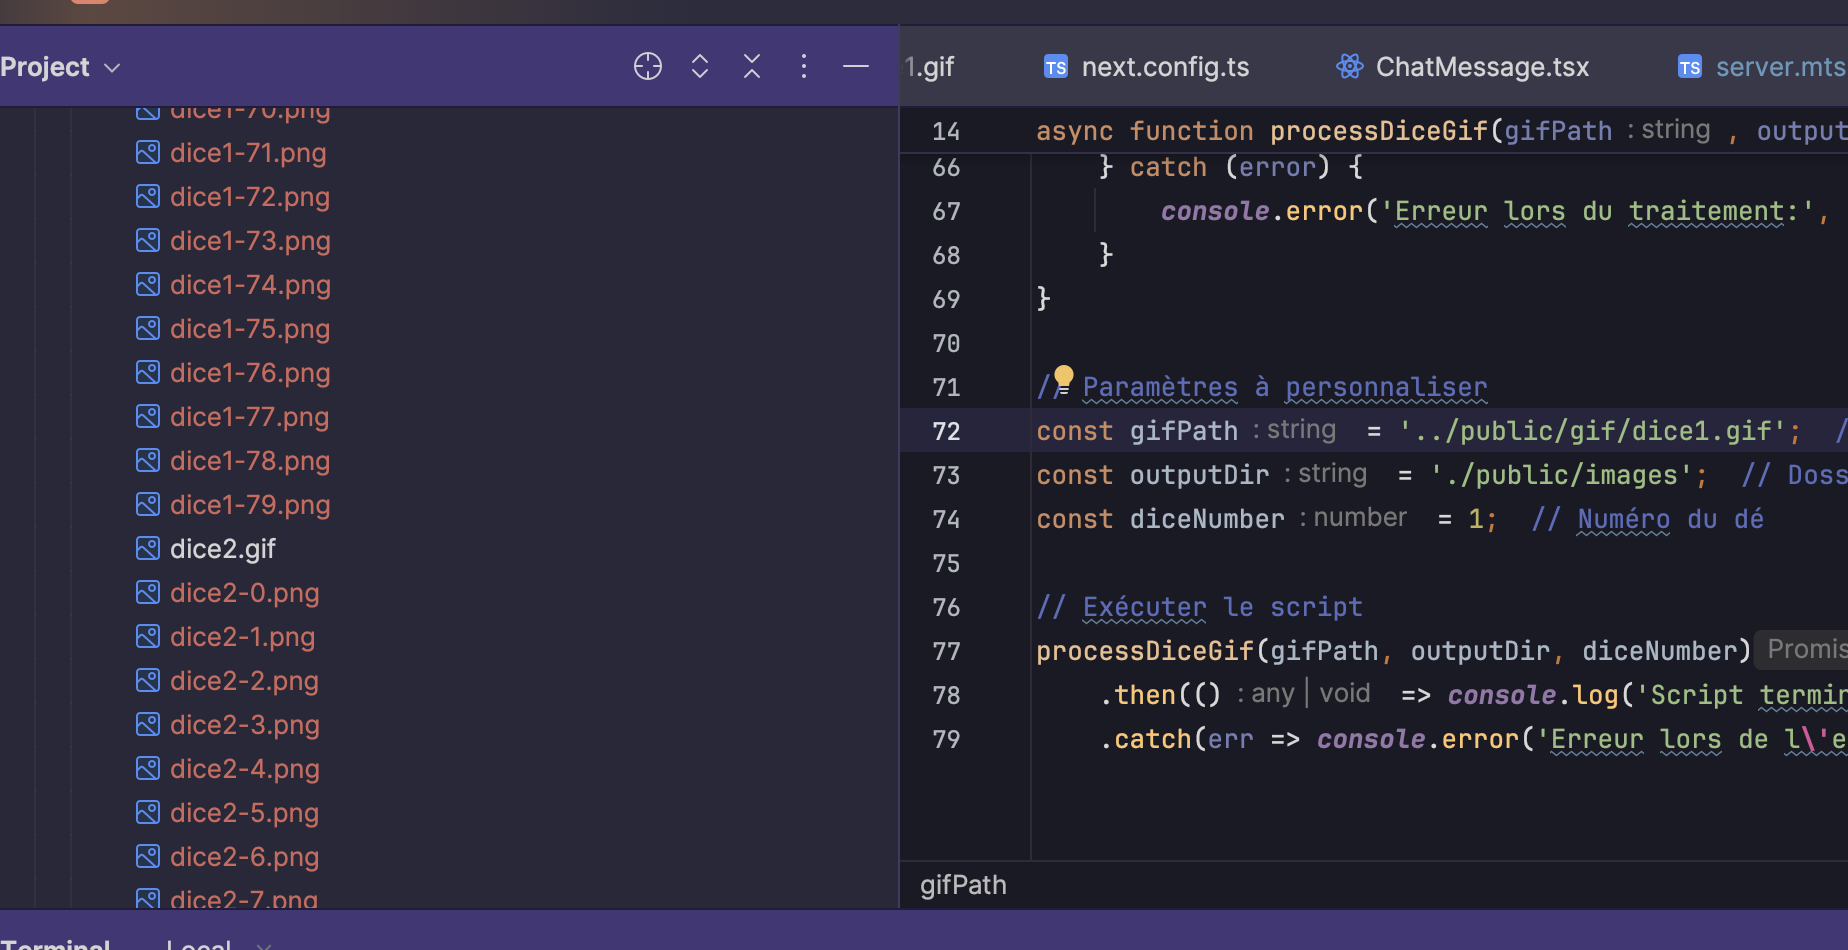 Project
dice1-70.png
dice1-71.png
dice1-72.png
dice1-73.png
dice1-74.png
dice1-75.png
dice1-76.png
dice1-77.png
dice1-78.png
dice1-79.png
dice2.gif
dice2-0.png
dice2-1.png
dice2-2.png
dice2-3.png
dice2-4.png
dice2-5.png
dice2-6.png
dice2-7.png
1.gif
TS next.config.ts
ChatMessage.tsx
TS server.mts
14 async function processDiceGif(gifPath : string , output
66 } catch (error) {
67 console.error('Erreur lors du traitement:',
68 }
69 }
70
71 // Paramètres à personnaliser
72 const gifPath : string = '../public/gif/dice1.gif'; /
73 const outputDir : string = './public/images'; // Doss
74 const diceNumber : number = 1; // Numéro du dé
75
76 // Exécuter le script
77 processDiceGif(gifPath, outputDir, diceNumber) Promis
78 .then(() : any | void => console.log('Script termin
79 .catch(err => console.error('Erreur lors de l\'e
gifPath
Terminal Local